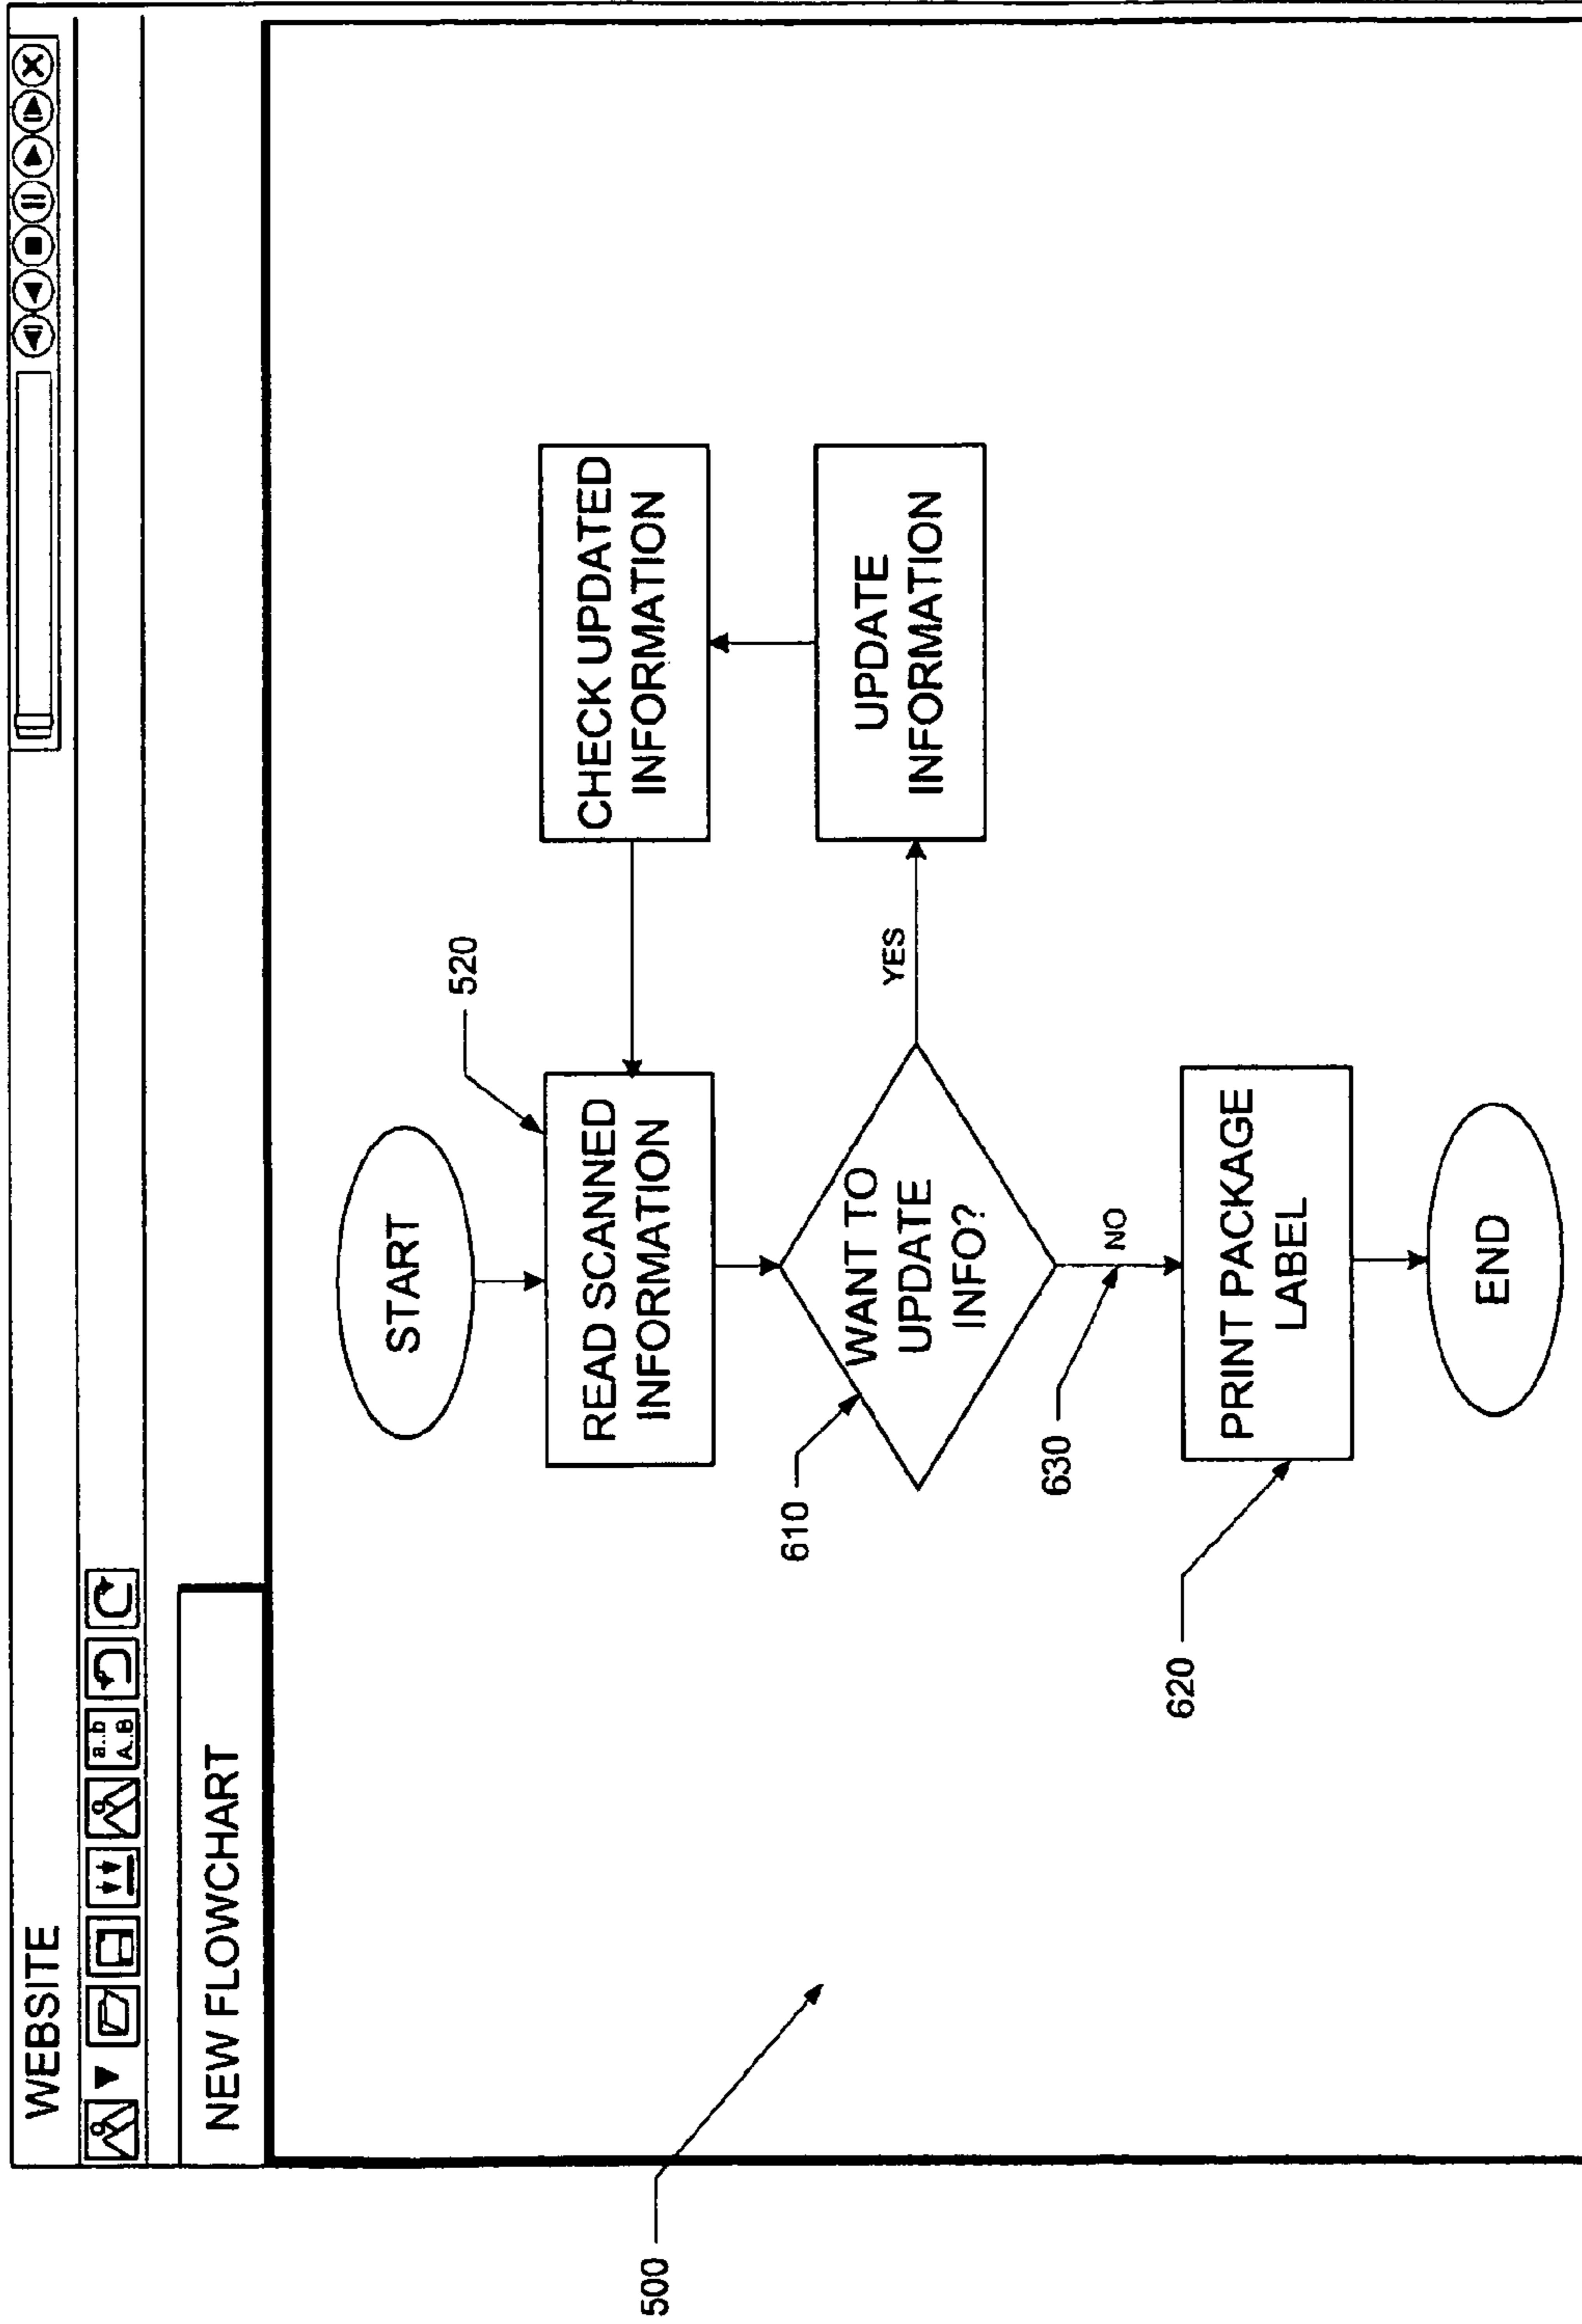 WEBSITE
a..b
A..B
NEW FLOWCHART
START
520
READ SCANNED
INFORMATION
CHECK UPDATED
INFORMATION
610
WANT TO
UPDATE
INFO?
YES
UPDATE
INFORMATION
630
NO
620
PRINT PACKAGE
LABEL
END
500